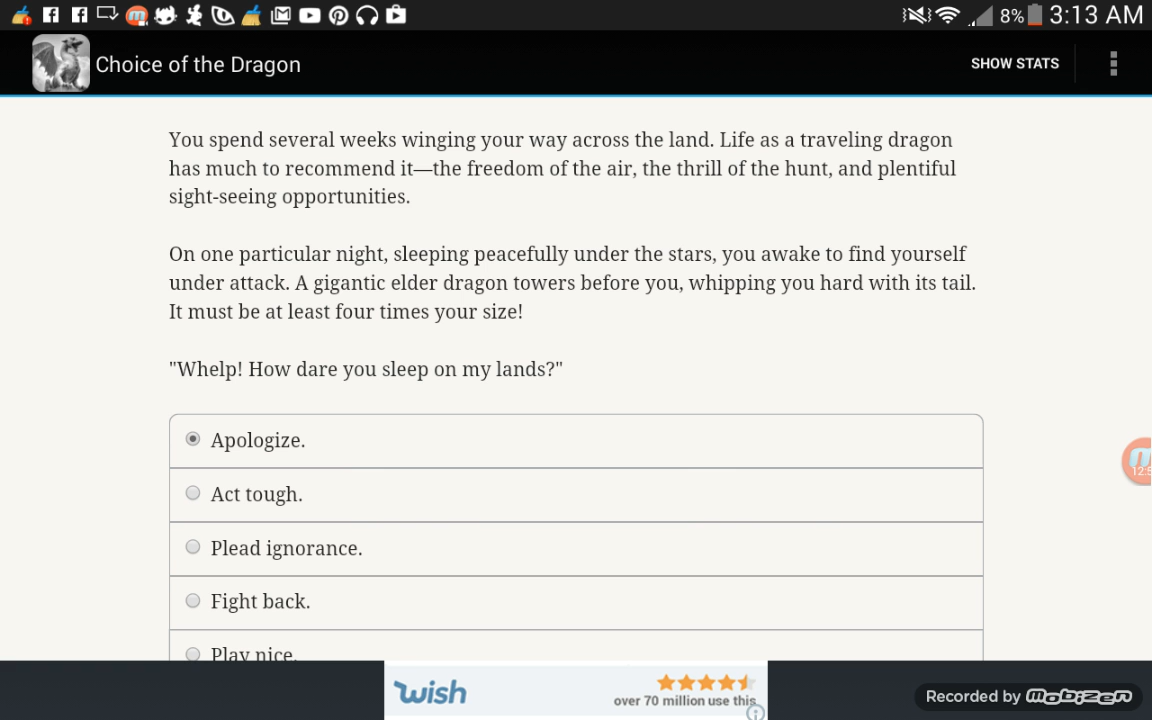 8% 3:13 AM
Choice of the Dragon
SHOW STATS
You spend several weeks winging your way across the land. Life as a traveling dragon
has much to recommend it—the freedom of the air, the thrill of the hunt, and plentiful
sight-seeing opportunities.
On one particular night, sleeping peacefully under the stars, you awake to find yourself
under attack. A gigantic elder dragon towers before you, whipping you hard with its tail.
It must be at least four times your size!
"Whelp! How dare you sleep on my lands?"
Apologize.
Act tough.
Plead ignorance.
Fight back.
Play nice.
wish
over 70 million use this
Recorded by mobizen